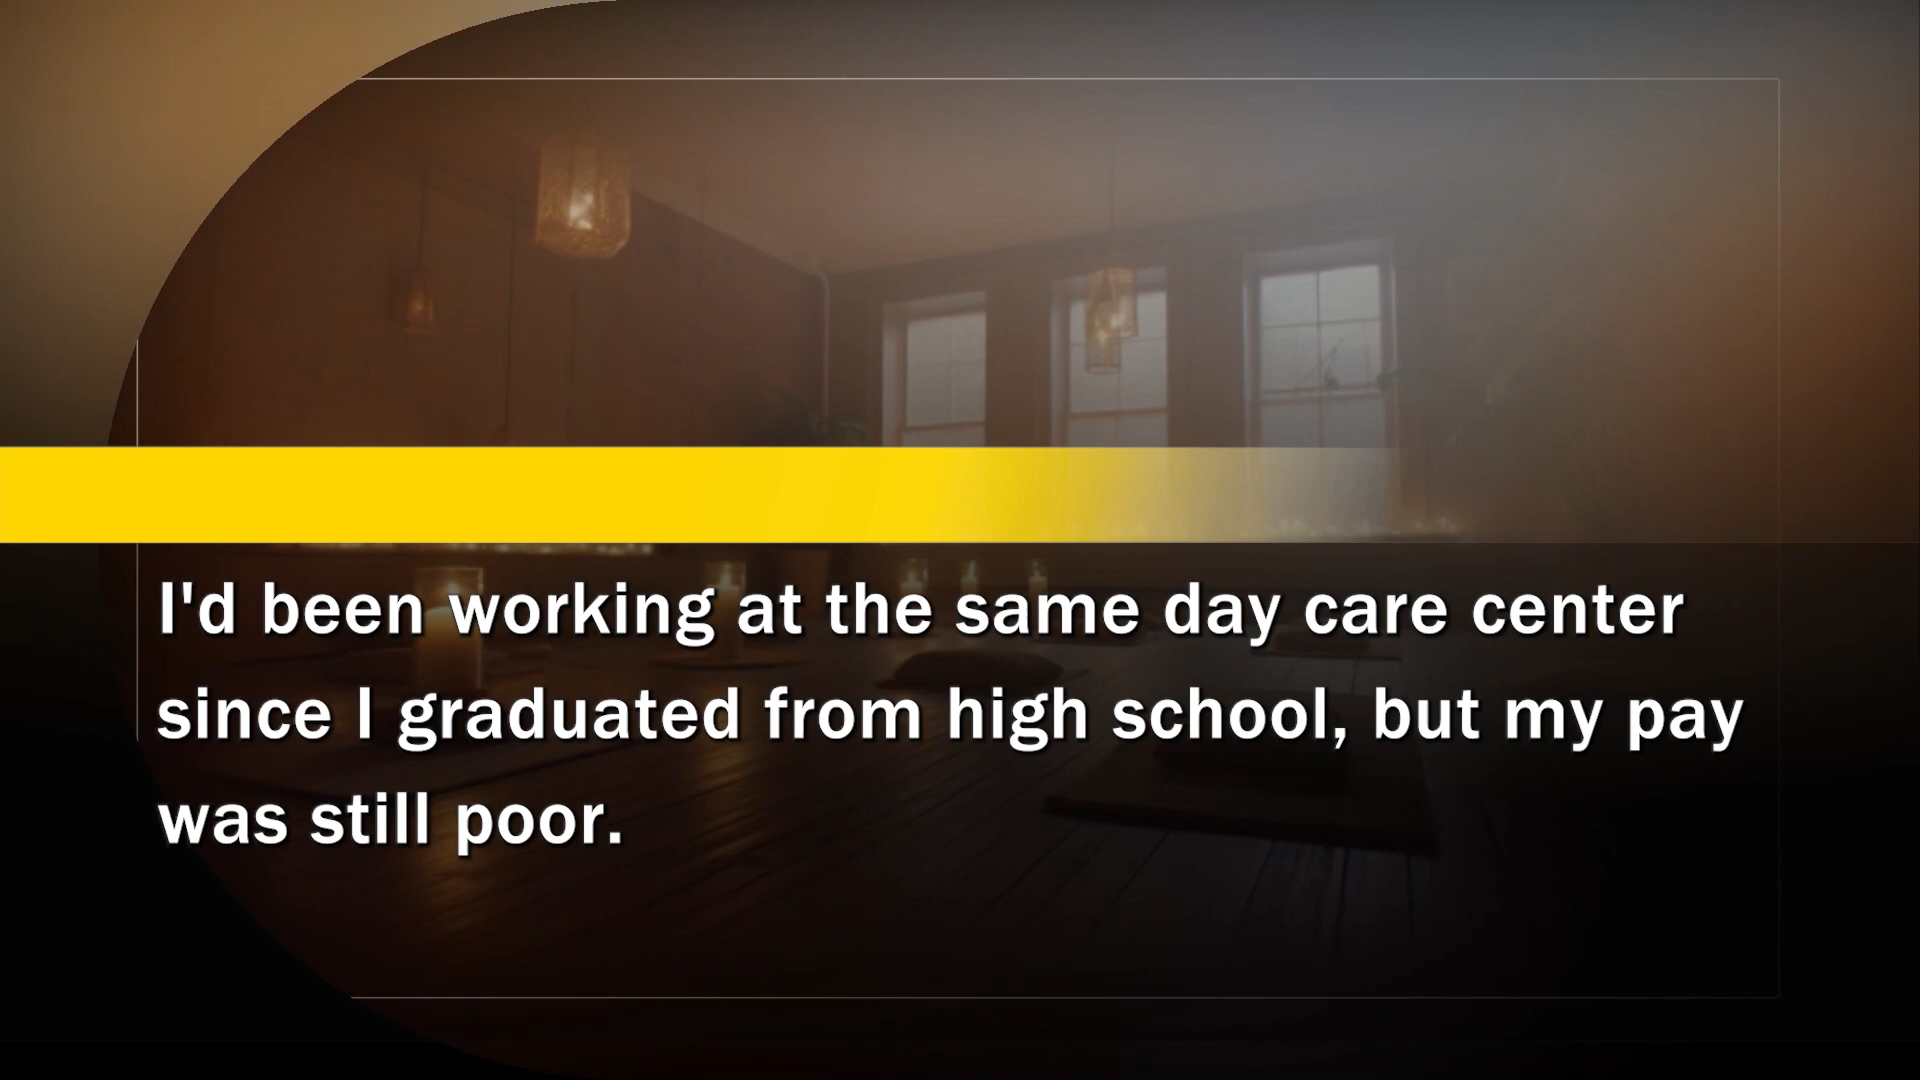 I'd been working at the same day care center
since I graduated from high school, but my pay
was still poor.